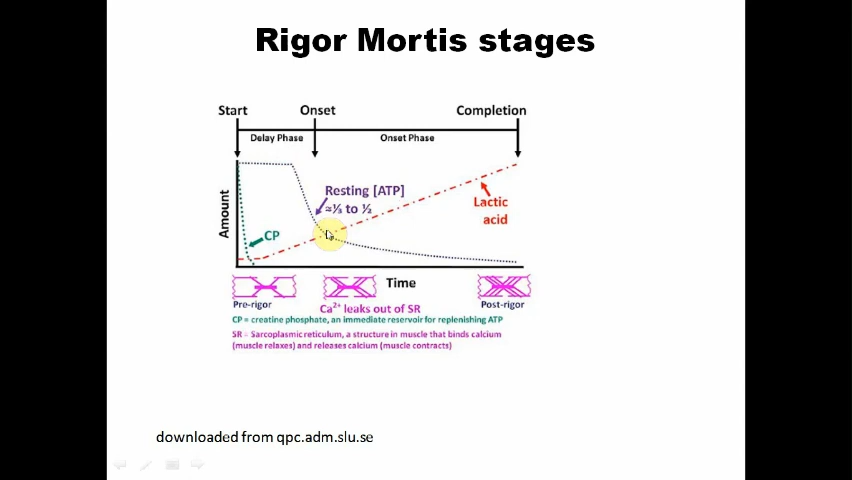 Rigor Mortis stages
Start Onset Completion
Delay Phase Onset Phase
Resting [ATP]
≈⅓ to ½
Lactic
acid
CP
Amount
Time
Pre-rigor
Ca²⁺ leaks out of SR
Post-rigor
CP = creatine phosphate, an immediate reservoir for replenishing ATP
SR = Sarcoplasmic reticulum, a structure in muscle that binds calcium
(muscle relaxes) and releases calcium (muscle contracts)
downloaded from qpc.adm.slu.se